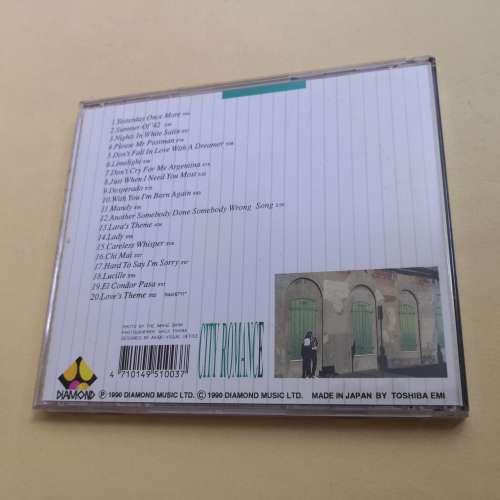 1.Yesterday Once More
2.Summer Of '42
3.Nights In White Satin
4.Please Mr Postman
5.Don't Fall In Love With A Dreamer
6.Limelight
7.Don't Cry For Me Argentina
8.Just When I Need You Most
9.Desperado
10.With You I'm Born Again
11.Mandy
12.Another Somebody Done Somebody Wrong Song
13.Lara's Theme
14.Lady
15.Careless Whisper
16.Chi Mai
17.Hard To Say I'm Sorry
18.Lucille
19.El Condor Pasa
20.Love's Theme
PHOTO BY THE IMAGE BANK
4 710149 510037
CITY ROMANCE
DIAMOND
Ⓟ 1990 DIAMOND MUSIC LTD. Ⓒ 1990 DIAMOND MUSIC LTD. MADE IN JAPAN BY TOSHIBA EMI